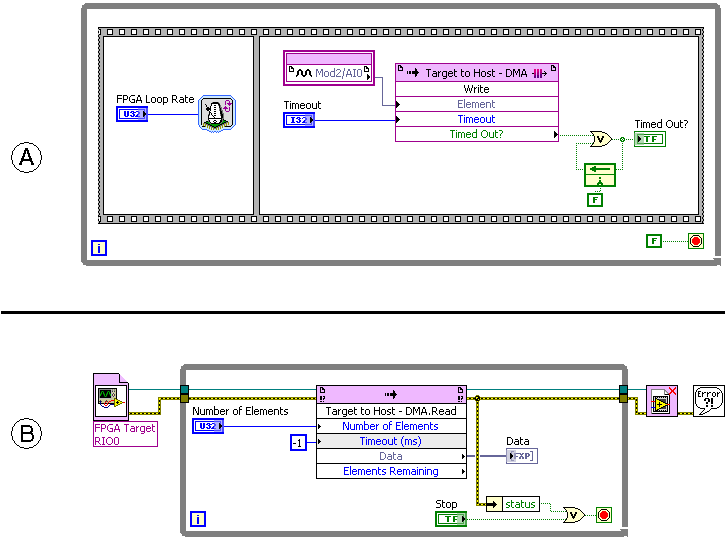 A
FPGA Loop Rate
U32
Mod2/AI0
Timeout
I32
Target to Host - DMA
Write
Element
Timeout
Timed Out?
V
Timed Out?
TF
F
F
i
B
FPGA Target
RIO0
Number of Elements
U32
-1
Target to Host - DMA.Read
Number of Elements
Timeout (ms)
Data
Elements Remaining
Data
FXP]
Error
?!
Stop
TF
status
V
i